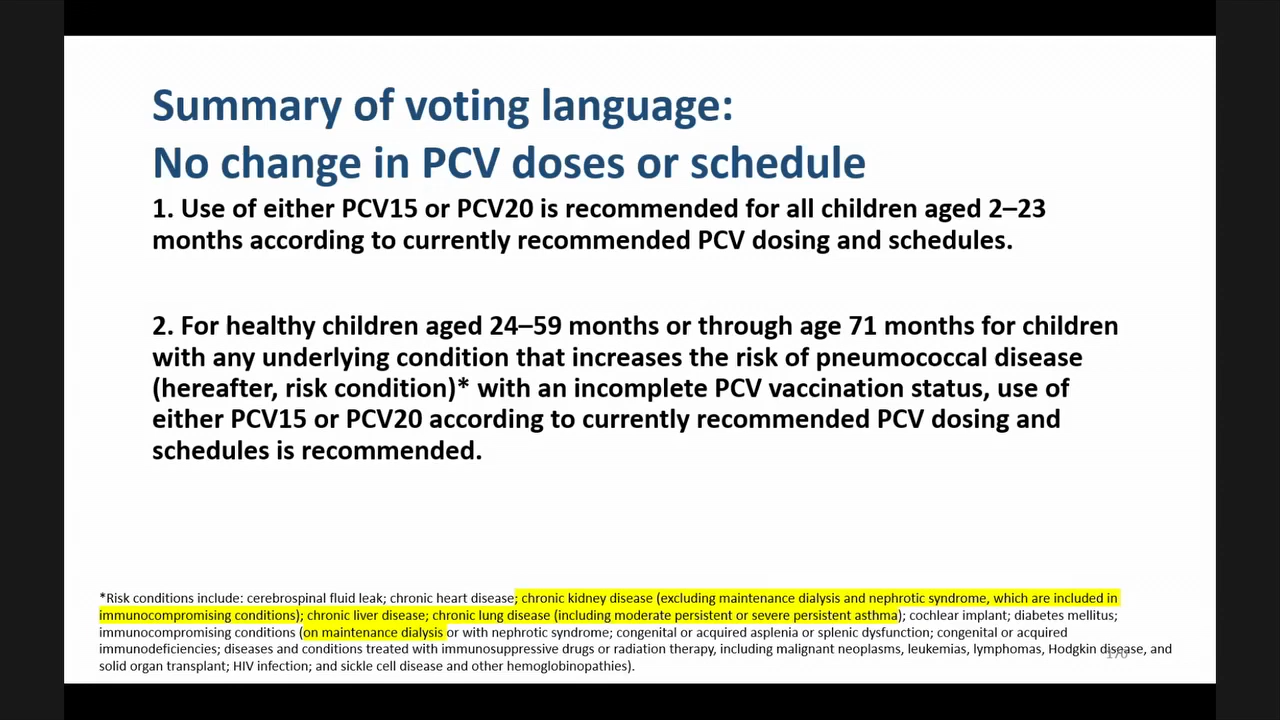 Summary of voting language:
No change in PCV doses or schedule
1. Use of either PCV15 or PCV20 is recommended for all children aged 2–23
months according to currently recommended PCV dosing and schedules.
2. For healthy children aged 24–59 months or through age 71 months for children
with any underlying condition that increases the risk of pneumococcal disease
(hereafter, risk condition)* with an incomplete PCV vaccination status, use of
either PCV15 or PCV20 according to currently recommended PCV dosing and
schedules is recommended.
*Risk conditions include: cerebrospinal fluid leak; chronic heart disease; chronic kidney disease (excluding maintenance dialysis and nephrotic syndrome, which are included in
immunocompromising conditions); chronic liver disease; chronic lung disease (including moderate persistent or severe persistent asthma); cochlear implant; diabetes mellitus;
immunocompromising conditions (on maintenance dialysis or with nephrotic syndrome; congenital or acquired asplenia or splenic dysfunction; congenital or acquired
immunodeficiencies; diseases and conditions treated with immunosuppressive drugs or radiation therapy, including malignant neoplasms, leukemias, lymphomas, Hodgkin disease, and
solid organ transplant; HIV infection; and sickle cell disease and other hemoglobinopathies).